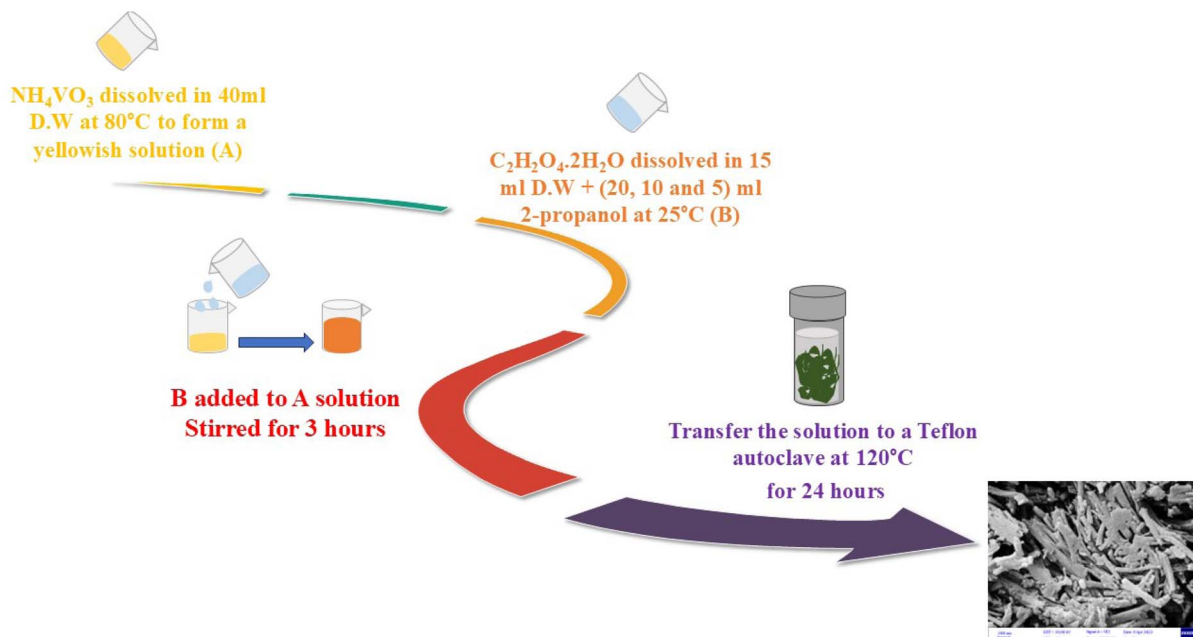 NH₄VO₃ dissolved in 40ml
D.W at 80°C to form a
yellowish solution (A)
C₂H₂O₄.2H₂O dissolved in 15
ml D.W + (20, 10 and 5) ml
2-propanol at 25°C (B)
B added to A solution
Stirred for 3 hours
Transfer the solution to a Teflon
autoclave at 120°C
for 24 hours